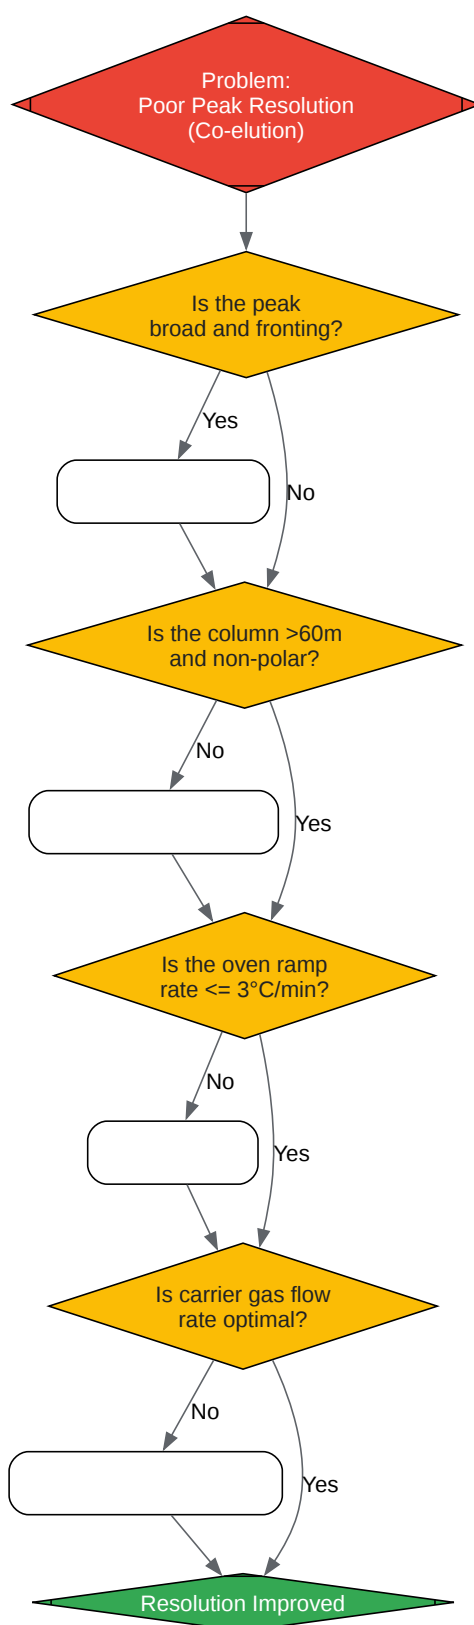 Problem:
Poor Peak Resolution
(Co-elution)
Is the peak
broad and fronting?
Yes
No
Is the column >60m
and non-polar?
No
Yes
Is the oven ramp
rate <= 3°C/min?
No
Yes
Is carrier gas flow
rate optimal?
No
Yes
Resolution Improved